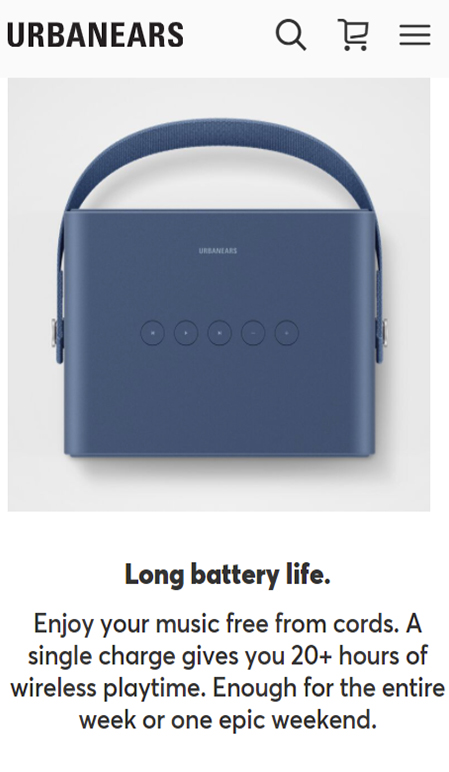 URBANEARS
URBANEARS
Long battery life.
Enjoy your music free from cords. A
single charge gives you 20+ hours of
wireless playtime. Enough for the entire
week or one epic weekend.